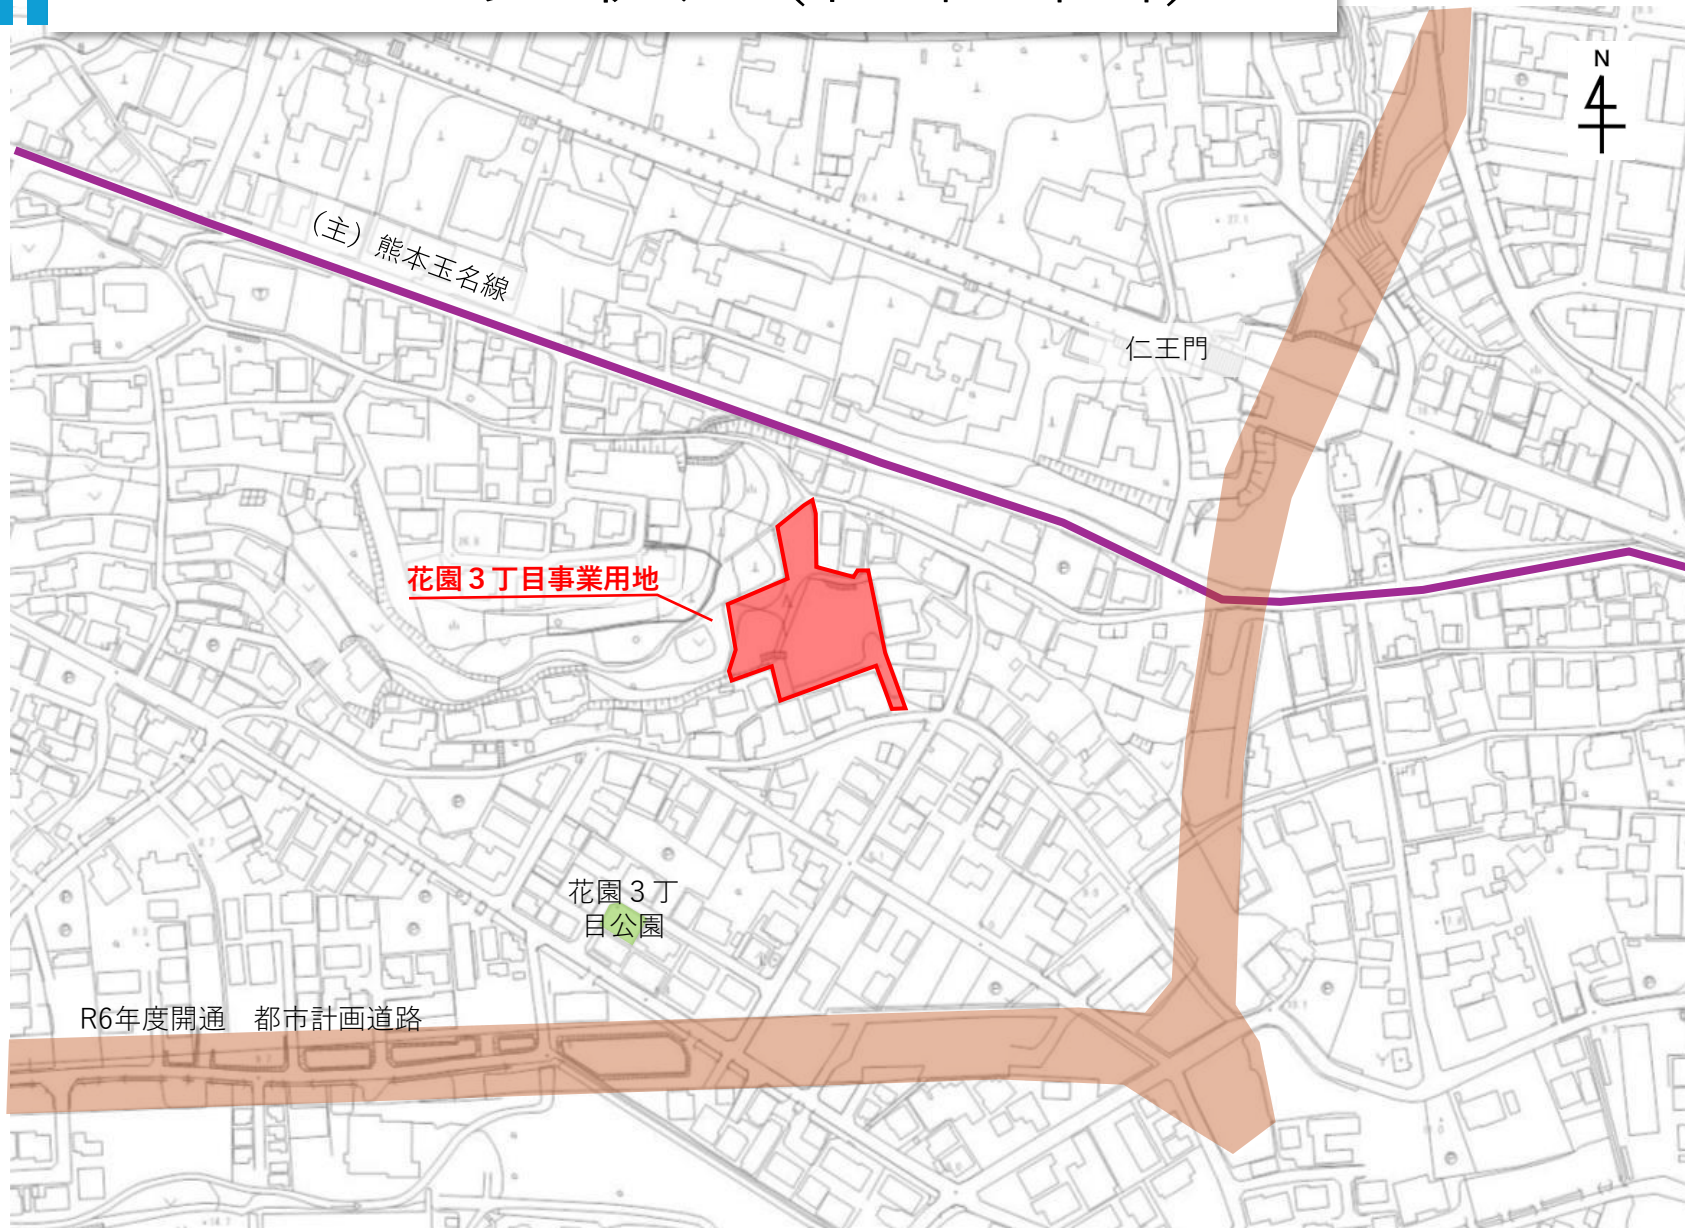 N
（主）熊本玉名線
仁王門
花園３丁目事業用地
花園３丁
目公園
R6年度開通　都市計画道路